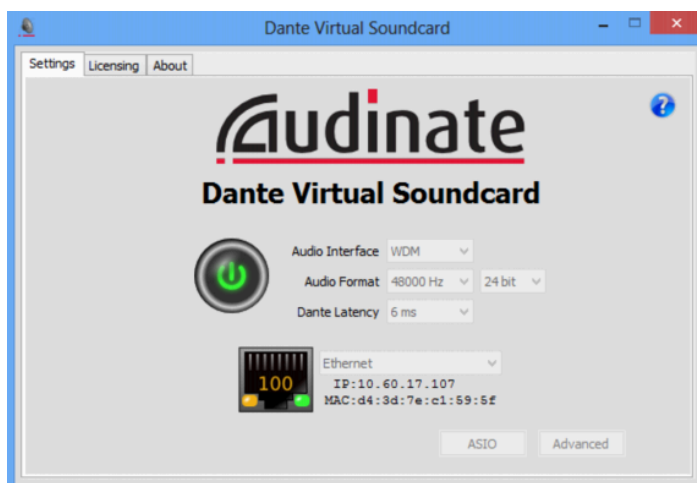 Dante Virtual Soundcard
Settings Licensing About
Audinate
Dante Virtual Soundcard
Audio Interface WDM
Audio Format 48000 Hz 24 bit
Dante Latency 6 ms
Ethernet
100
IP:10.60.17.107
MAC:d4:3d:7e:c1:59:5f
ASIO Advanced